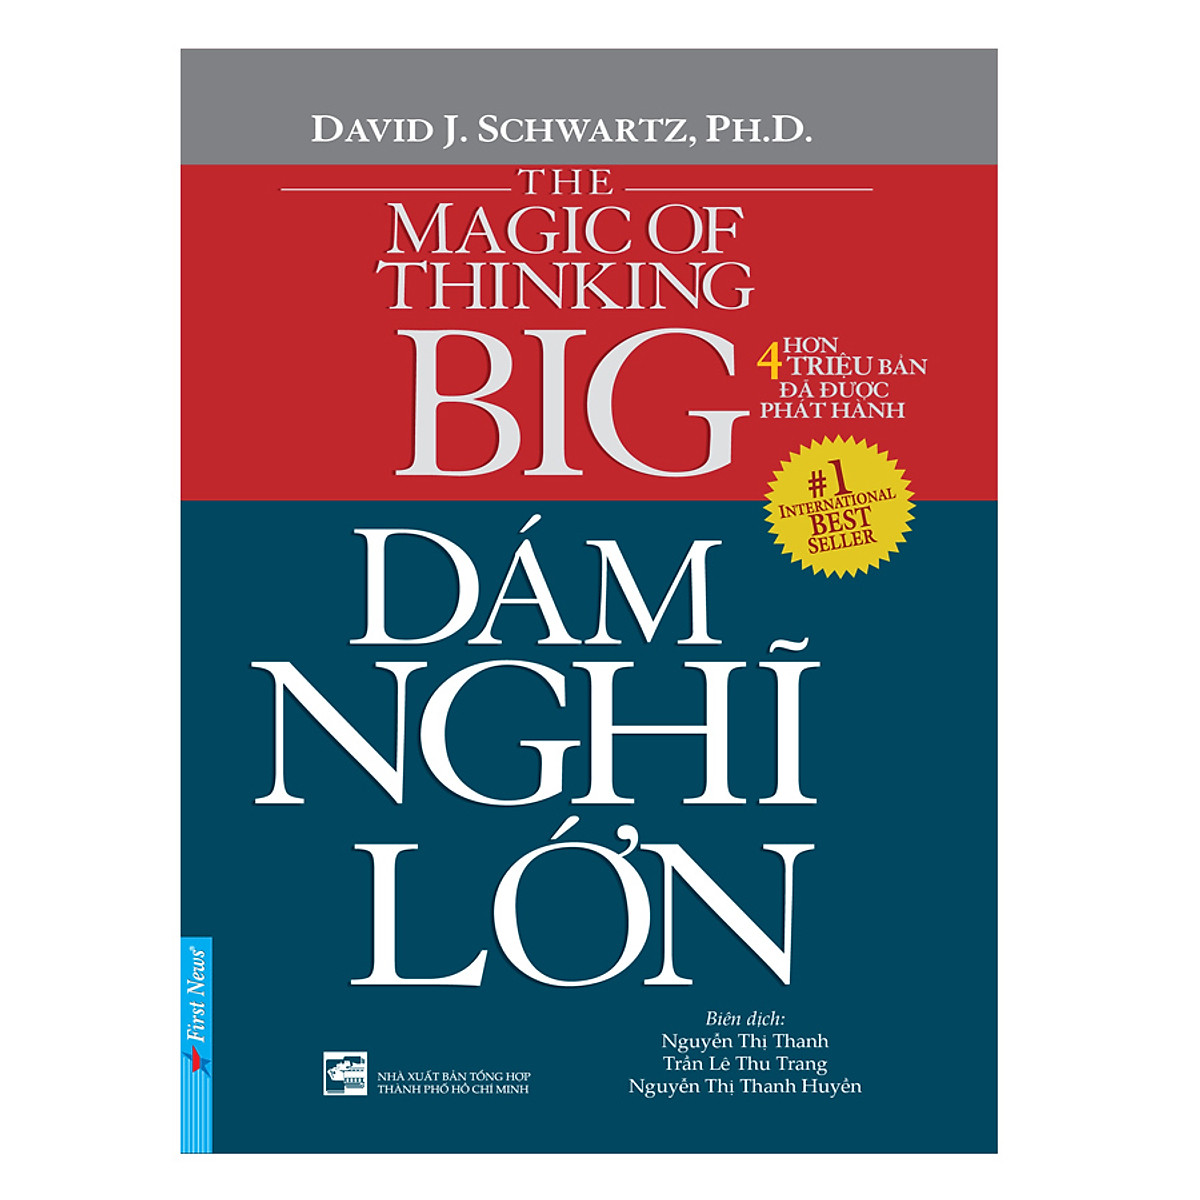 DAVID J. SCHWARTZ, PH.D.
THE
MAGIC OF
THINKING
BIG
HƠN
4 TRIỆU BẢN
ĐÃ ĐƯỢC
PHÁT HÀNH
#1
INTERNATIONAL
BEST
SELLER
DÁM
NGHĨ
LỚN
Biên dịch:
Nguyễn Thị Thanh
Trần Lê Thu Trang
Nguyễn Thị Thanh Huyền
NHÀ XUẤT BẢN TỔNG HỢP
THÀNH PHỐ HỒ CHÍ MINH
First News®